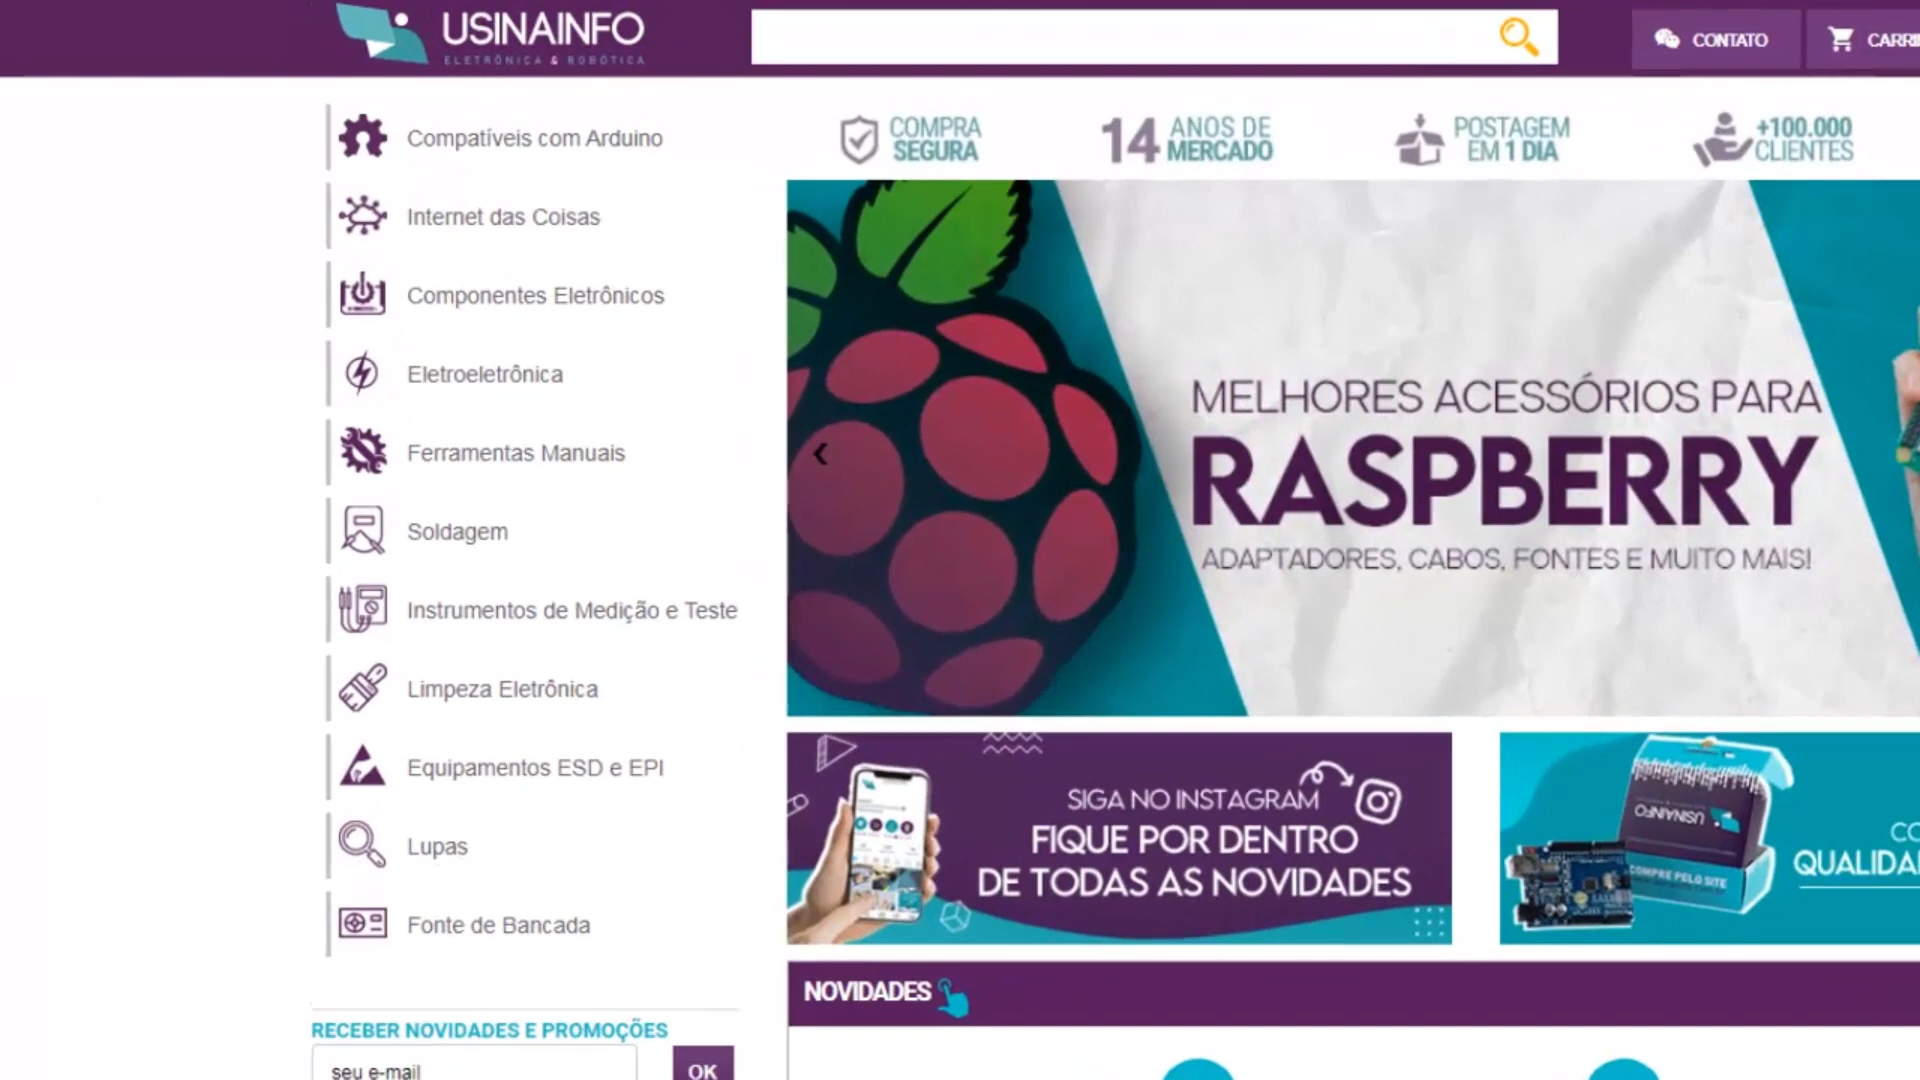 USINAINFO
ELETRÔNICA & ROBÓTICA
CONTATO
Compatíveis com Arduino
Internet das Coisas
Componentes Eletrônicos
Eletroeletrônica
Ferramentas Manuais
Soldagem
Instrumentos de Medição e Teste
Limpeza Eletrônica
Equipamentos ESD e EPI
Lupas
Fonte de Bancada
RECEBER NOVIDADES E PROMOÇÕES
seu e-mail
OK
COMPRA
SEGURA
14 ANOS DE
MERCADO
POSTAGEM
EM 1 DIA
+100.000
CLIENTES
MELHORES ACESSÓRIOS PARA
RASPBERRY
ADAPTADORES, CABOS, FONTES E MUITO MAIS!
SIGA NO INSTAGRAM
FIQUE POR DENTRO
DE TODAS AS NOVIDADES
USINAINFO
COMPRE PELO SITE
NOVIDADES